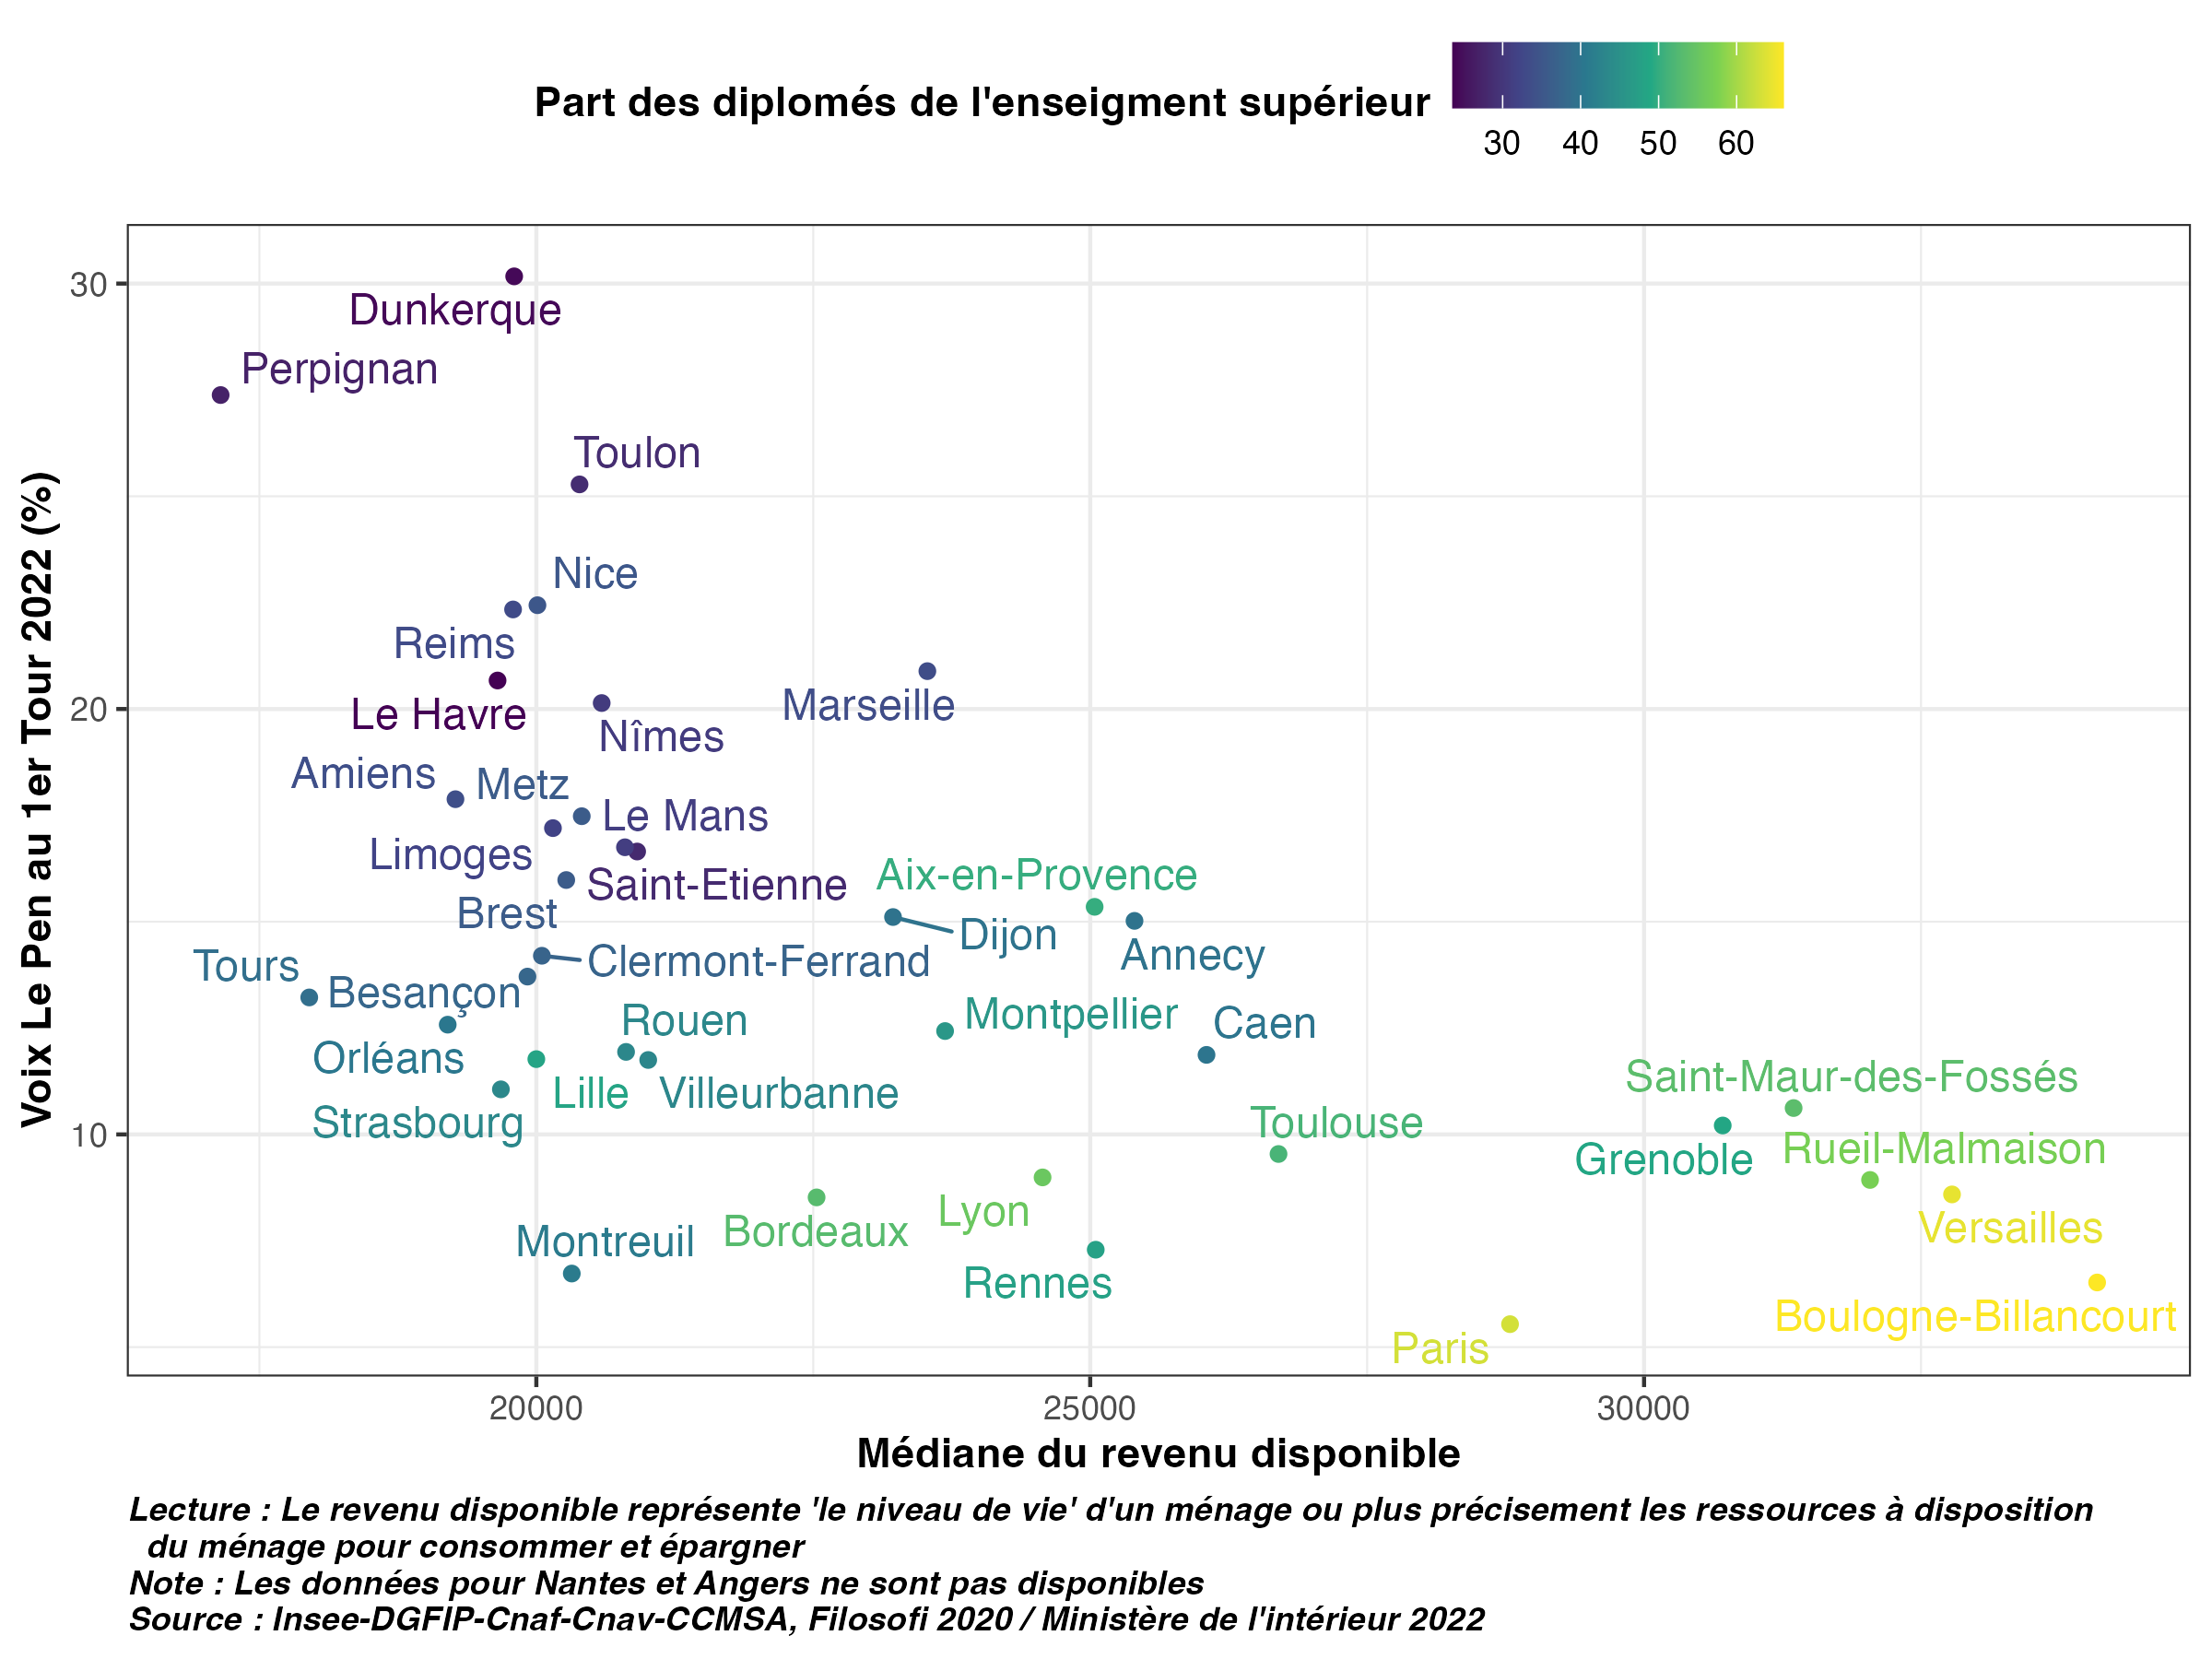 Part des diplomés de l'enseigment supérieur
30 40 50 60
Voix Le Pen au 1er Tour 2022 (%)
30
20
10
Dunkerque
Perpignan
Toulon
Nice
Reims
Marseille
Le Havre
Nîmes
Amiens
Metz
Le Mans
Limoges
Saint-Etienne
Aix-en-Provence
Brest
Dijon
Annecy
Clermont-Ferrand
Tours
Besançon
Montpellier
Rouen
Caen
Orléans
Lille
Villeurbanne
Saint-Maur-des-Fossés
Strasbourg
Toulouse
Grenoble
Rueil-Malmaison
Lyon
Bordeaux
Versailles
Montreuil
Rennes
Boulogne-Billancourt
Paris
20000 25000 30000
Médiane du revenu disponible
Lecture : Le revenu disponible représente 'le niveau de vie' d'un ménage ou plus précisement les ressources à disposition
du ménage pour consommer et épargner
Note : Les données pour Nantes et Angers ne sont pas disponibles
Source : Insee-DGFIP-Cnaf-Cnav-CCMSA, Filosofi 2020 / Ministère de l'intérieur 2022